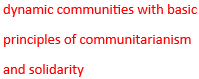 dynamic communities with basic
principles of communitarianism
and solidarity